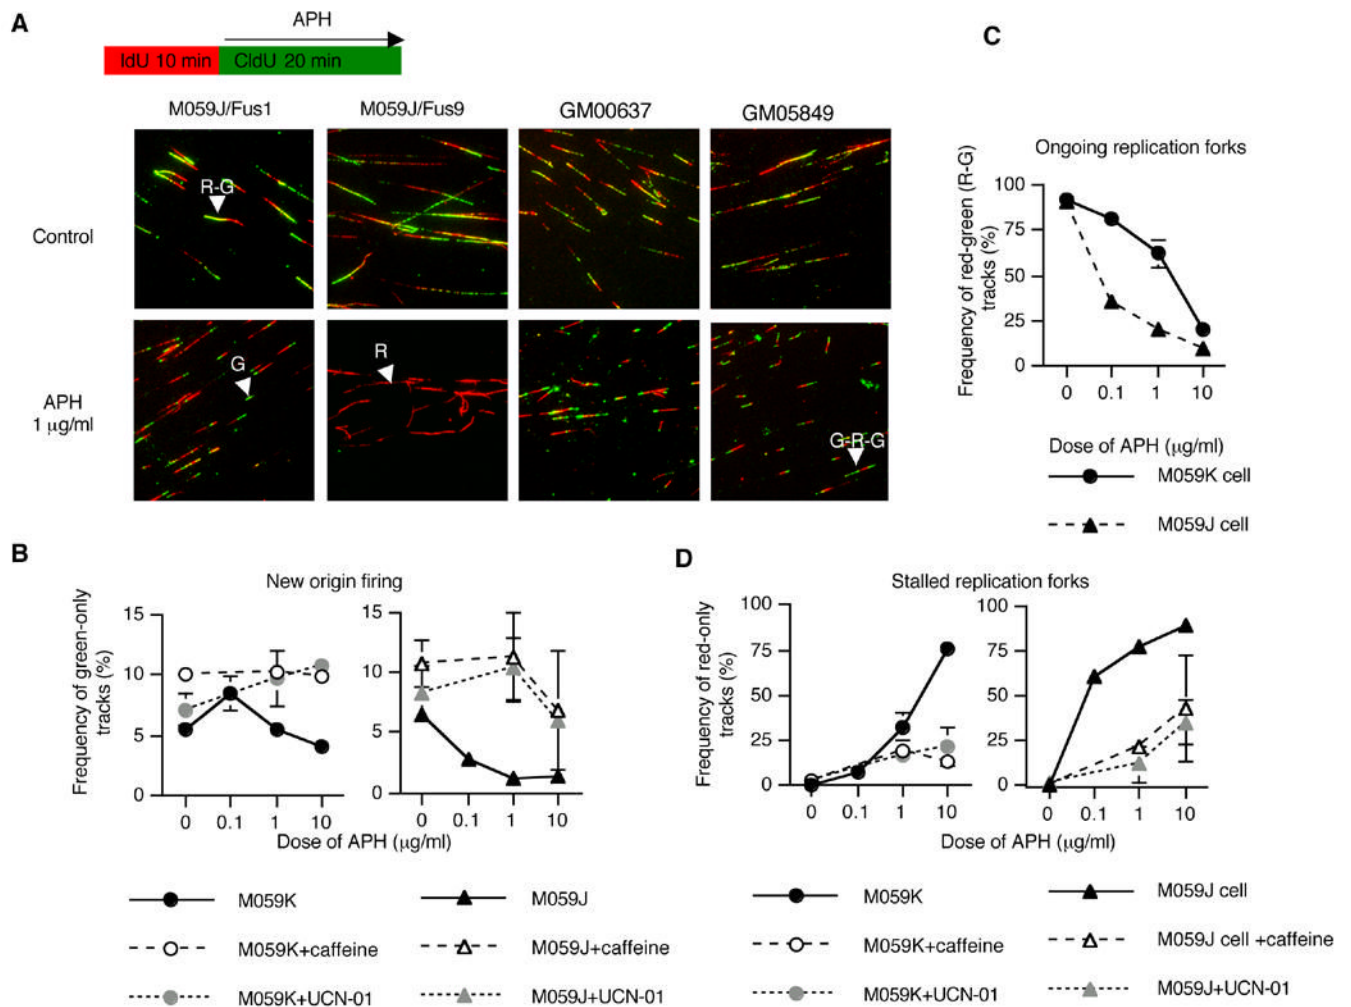 A
APH
IdU 10 min
CldU 20 min
M059J/Fus1
M059J/Fus9
GM00637
GM05849
R-G
Control
G
R
APH
1 μg/ml
G-R-G
C
Ongoing replication forks
Frequency of red-green (R-G)
tracks (%)
100
75
50
25
0
0 0.1 1 10
Dose of APH (μg/ml)
M059K cell
M059J cell
B
New origin firing
Frequency of green-only
tracks (%)
15
10
5
0
0 0.1 1 10
15
10
5
0
0 0.1 1 10
Dose of APH (μg/ml)
M059K
M059K+caffeine
M059K+UCN-01
M059J
M059J+caffeine
M059J+UCN-01
D
Stalled replication forks
Frequency of red-only
tracks (%)
100
75
50
25
0
0 0.1 1 10
100
75
50
25
0
0 0.1 1 10
Dose of APH (μg/ml)
M059K
M059K+caffeine
M059K+UCN-01
M059J cell
M059J cell +caffeine
M059J+UCN-01